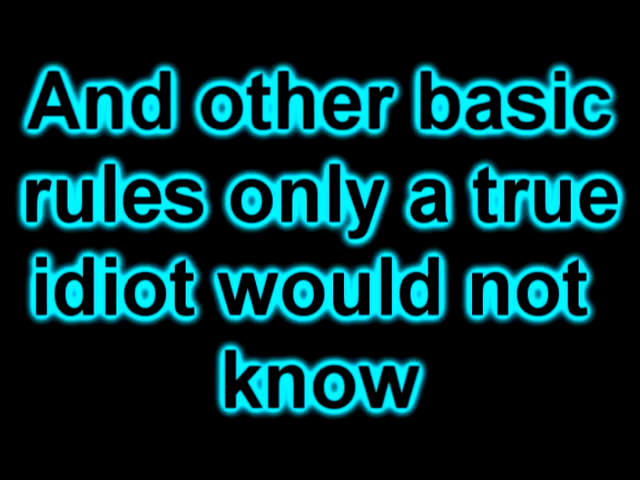 And other basic
rules only a true
idiot would not
know